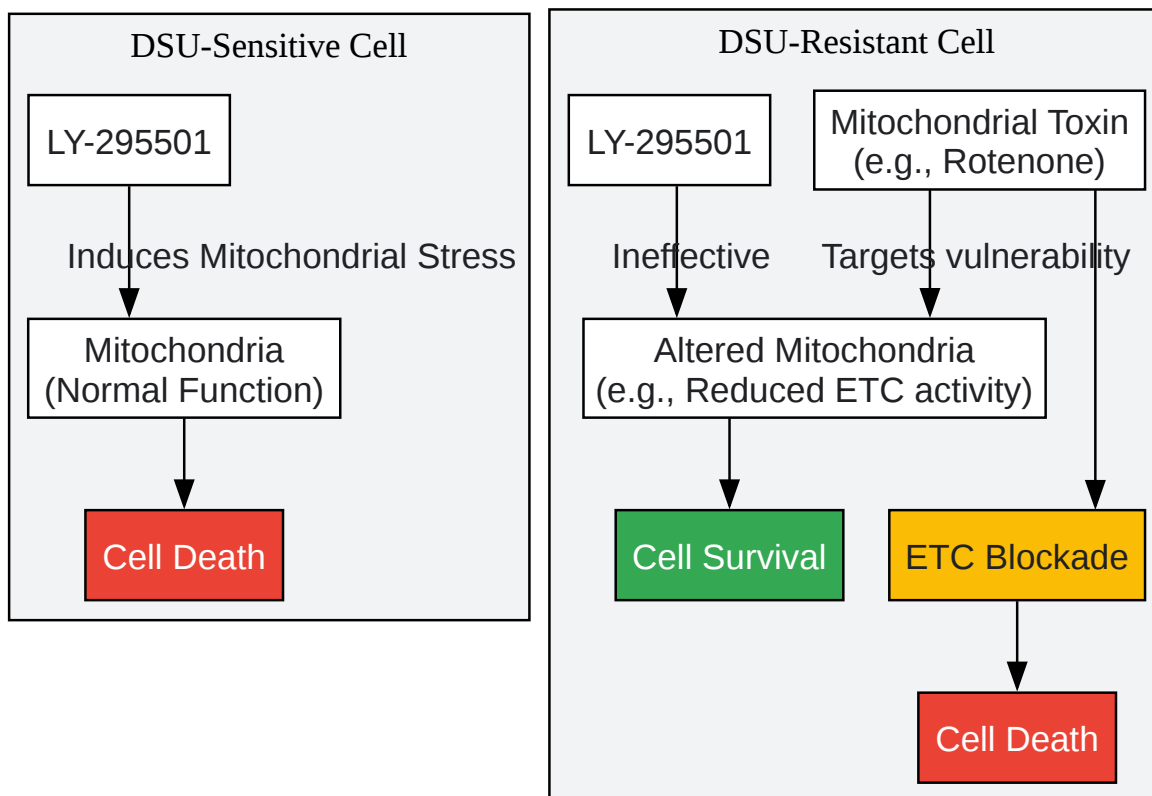 DSU-Sensitive Cell
LY-295501
Induces Mitochondrial Stress
Mitochondria
(Normal Function)
Cell Death
DSU-Resistant Cell
LY-295501
Mitochondrial Toxin
(e.g., Rotenone)
Ineffective
Targets vulnerability
Altered Mitochondria
(e.g., Reduced ETC activity)
Cell Survival
ETC Blockade
Cell Death